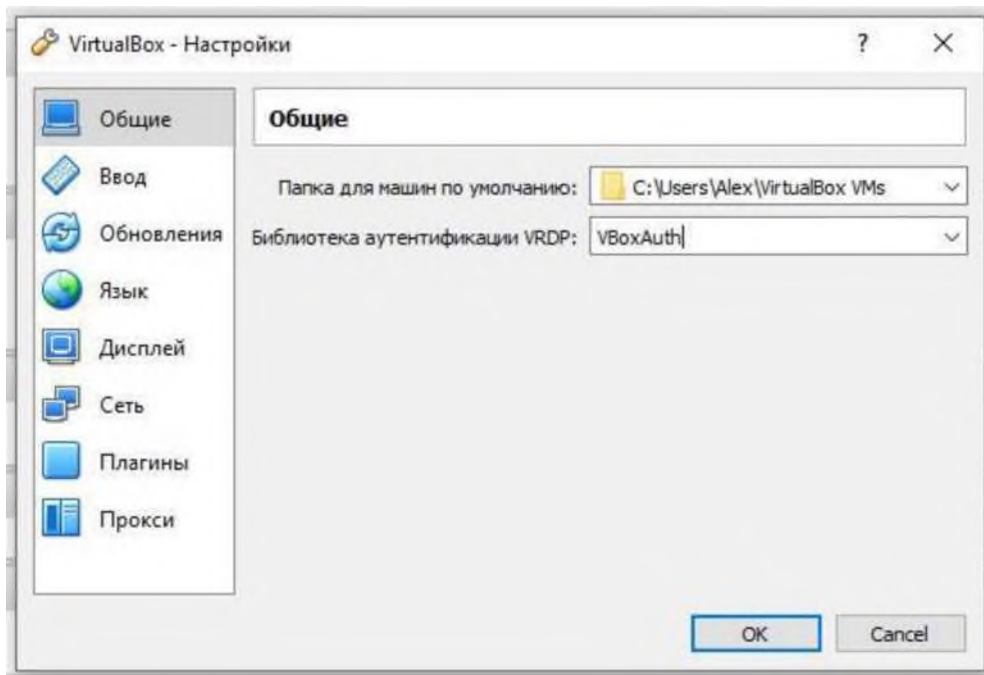 VirtualBox - Настройки
?
Общие
Ввод
Обновления
Язык
Дисплей
Сеть
Плагины
Прокси
Общие
Папка для машин по умолчанию: C:\Users\Alex\VirtualBox VMs
Библиотека аутентификации VRDP: VBoxAuth
OK Cancel